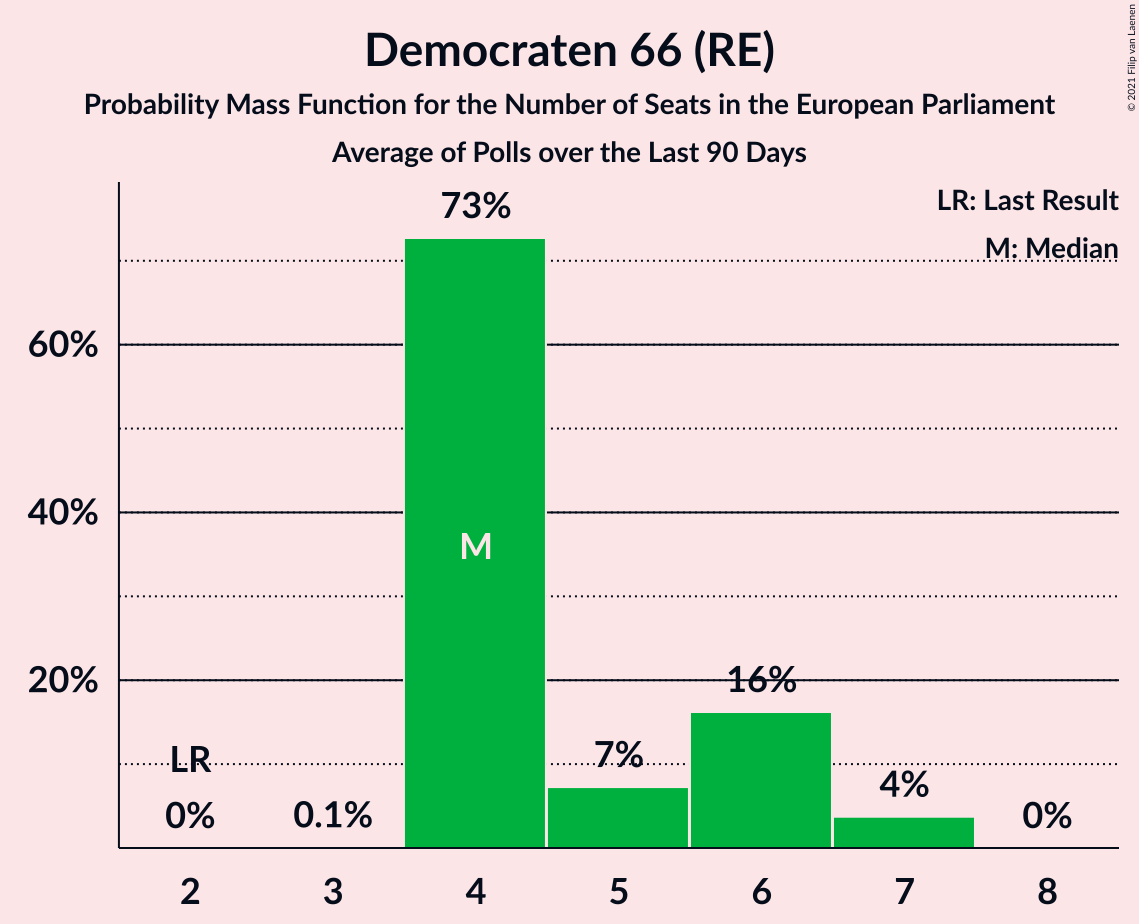 Democraten 66 (RE)
Probability Mass Function for the Number of Seats in the European Parliament
Average of Polls over the Last 90 Days
© 2021 Filip van Laenen
LR: Last Result
M: Median
73%
60%
40%
M
20%
16%
LR
7%
4%
0%
0.1%
0%
2 3 4 5 6 7 8